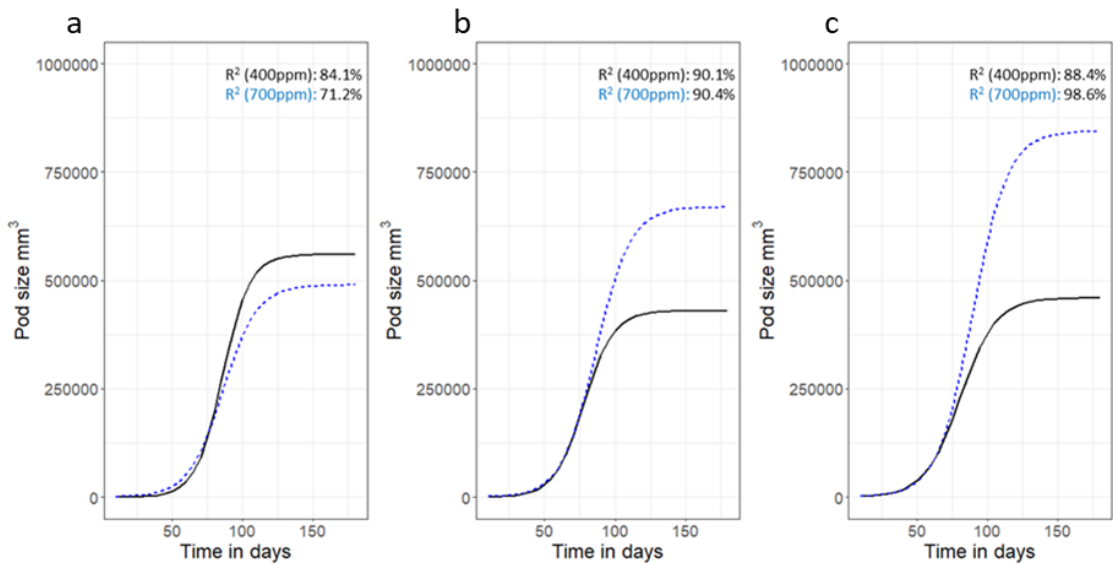 a
R² (400ppm): 84.1%
R² (700ppm): 71.2%
1000000
750000
500000
250000
0
Pod size mm³
50
100
150
Time in days
b
R² (400ppm): 90.1%
R² (700ppm): 90.4%
1000000
750000
500000
250000
0
Pod size mm³
50
100
150
Time in days
c
R² (400ppm): 88.4%
R² (700ppm): 98.6%
1000000
750000
500000
250000
0
Pod size mm³
50
100
150
Time in days